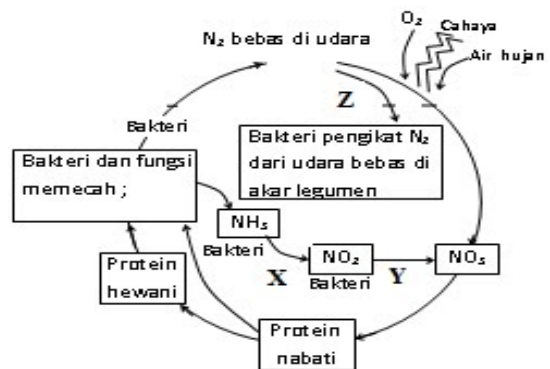 O₂
Cahaya
N₂ bebas di udara
Air hujan
Z
Bakteri
Bakteri pengikat N₂
dari udara bebas di
akar legumen
Bakteri dan fungsi
memecah ;
NH₃
Bakteri
NO₂
NO₃
X
Bakteri
Y
Protein
hewani
Protein
nabati